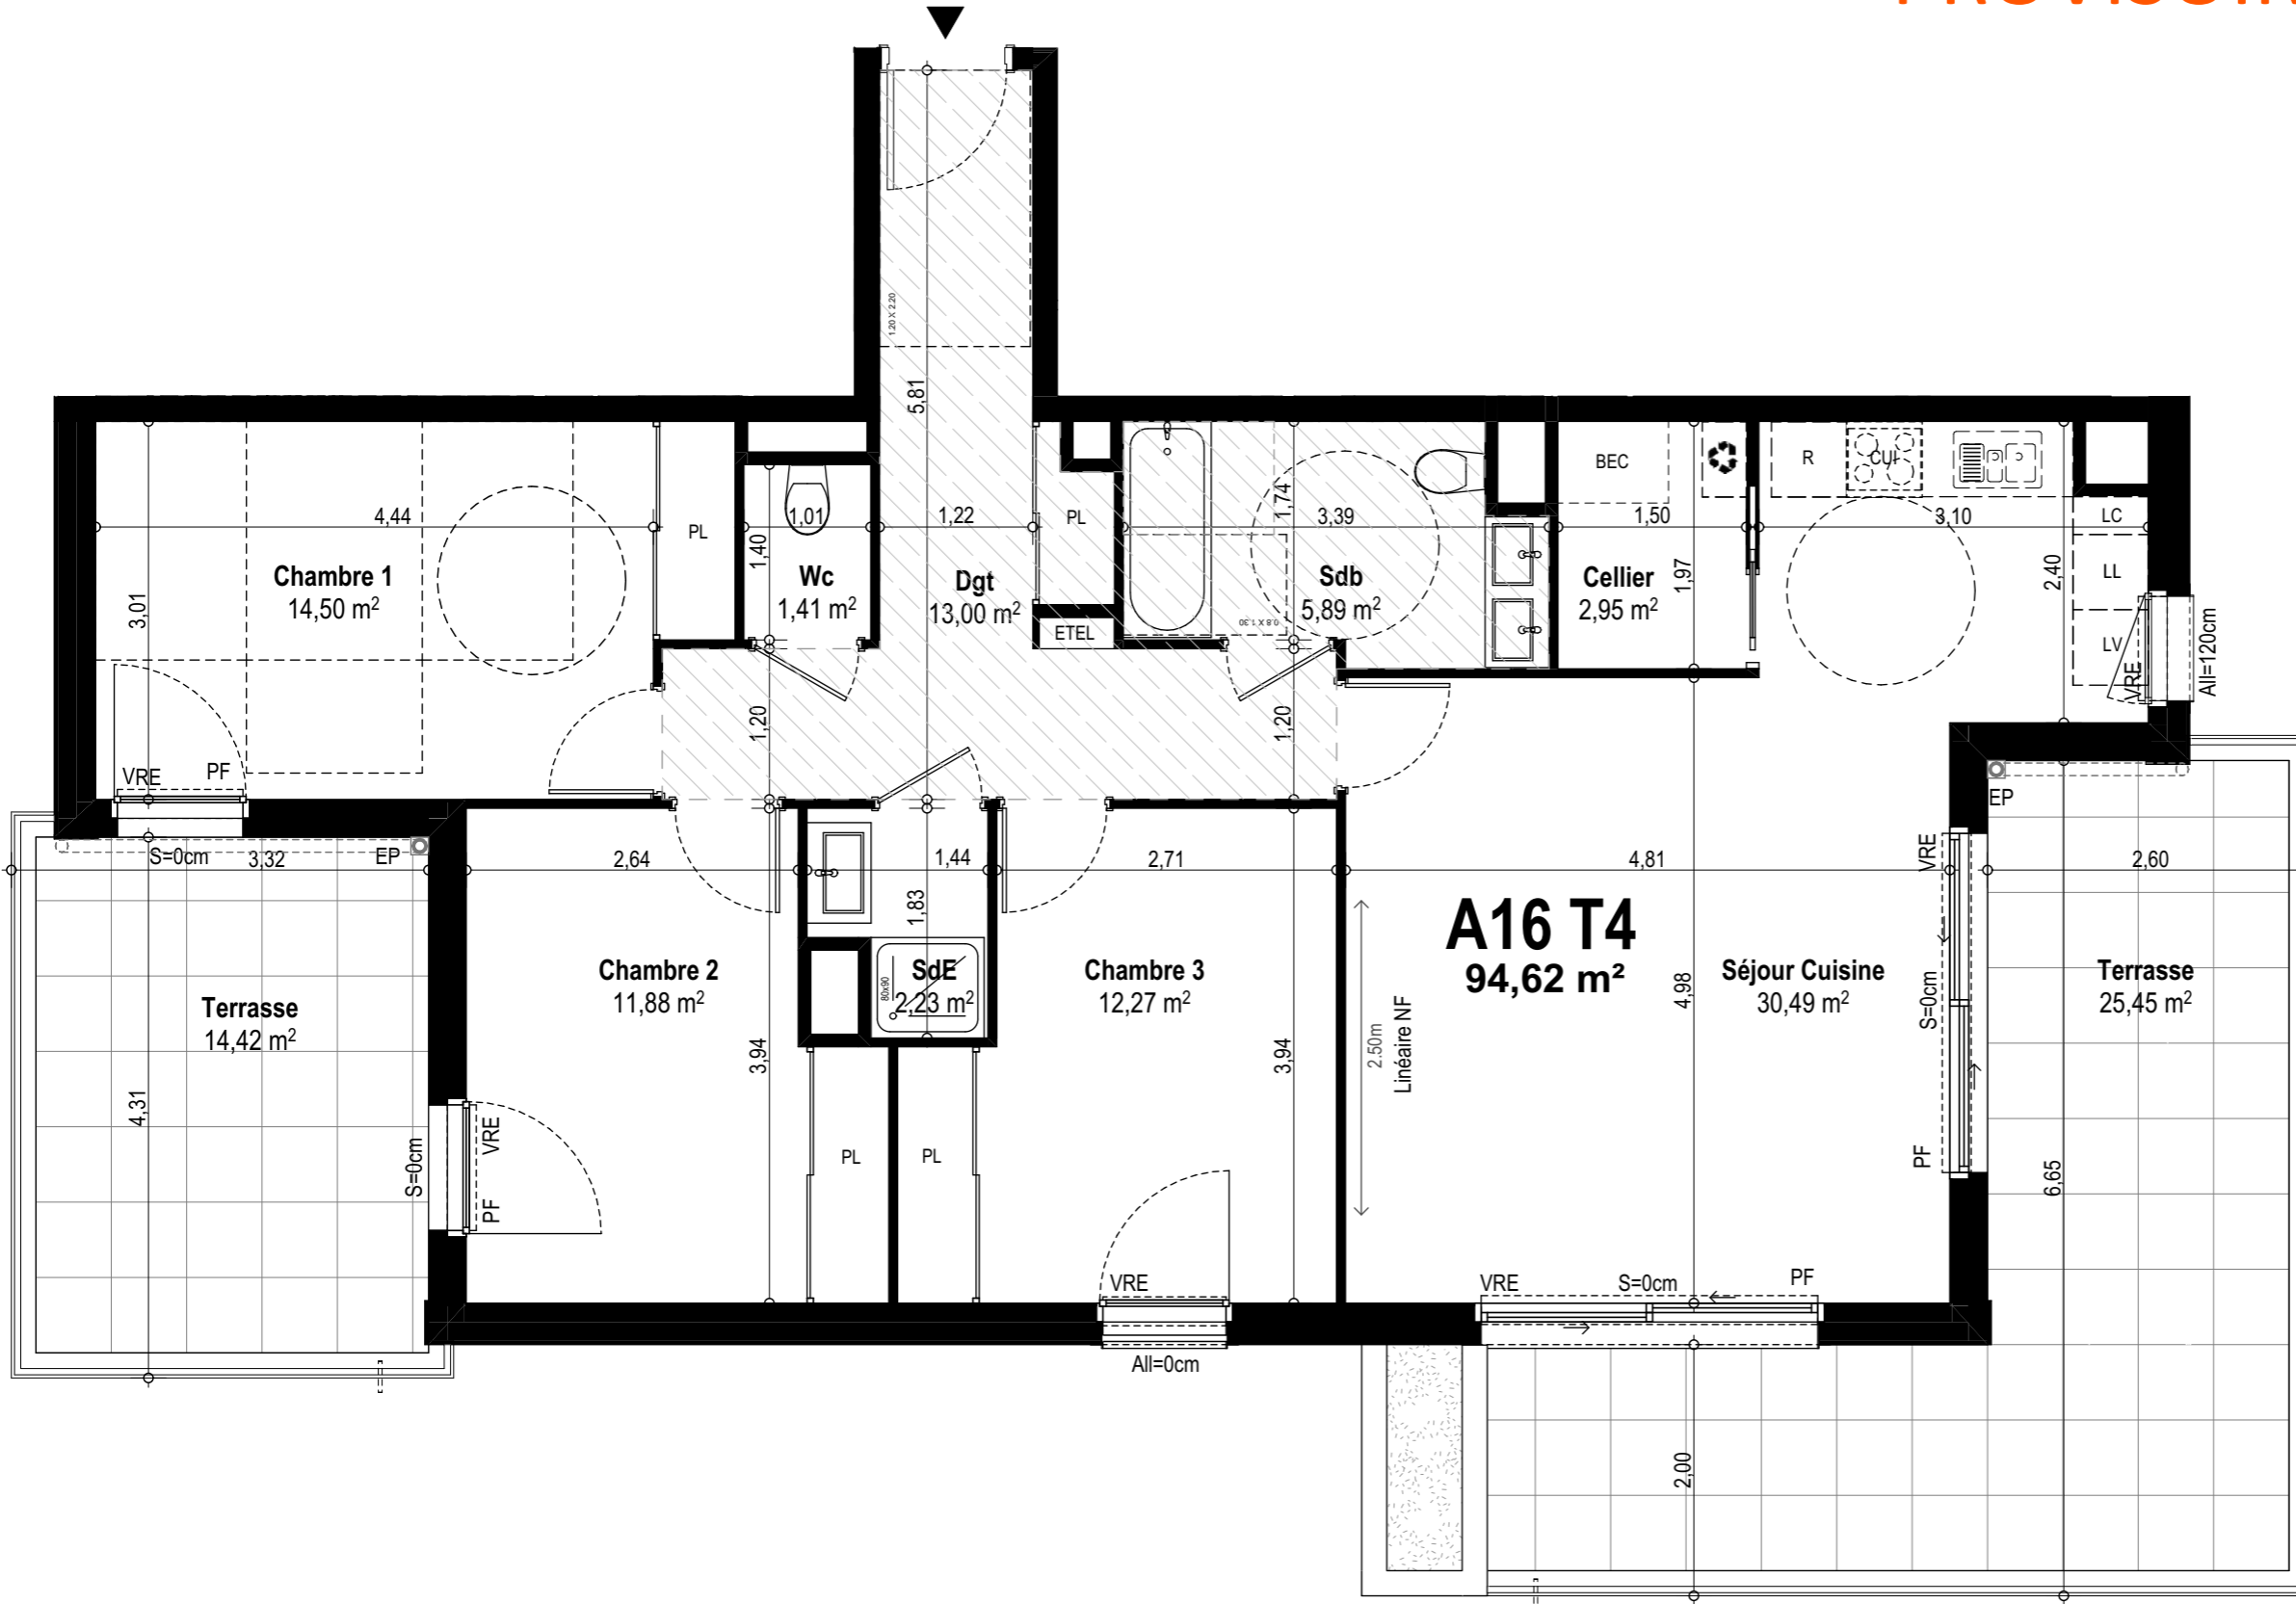 1.20 X 2.20
5,81
4,44
PL
1,01
1,22
PL
1,74
3,39
BEC
1,50
R
CUI
3,10
LC
LL
LV
VRE
All=120cm
2,40
Chambre 1
14,50 m²
3,01
1,40
Wc
1,41 m²
Dgt
13,00 m²
ETEL
Sdb
5,89 m²
0.8 X 1.30
Cellier
2,95 m²
1,97
1,20
1,20
VRE
PF
S=0cm
3,32
EP
2,64
1,44
2,71
4,81
VRE
EP
2,60
1,83
A16 T4
94,62 m²
Terrasse
14,42 m²
4,31
Chambre 2
11,88 m²
3,94
80x90
SdE
2,23 m²
Chambre 3
12,27 m²
3,94
2.50m
Linéaire NF
4,98
Séjour Cuisine
30,49 m²
S=0cm
PF
Terrasse
25,45 m²
6,65
S=0cm
VRE
PF
PL
PL
VRE
All=0cm
VRE
S=0cm
PF
2,00